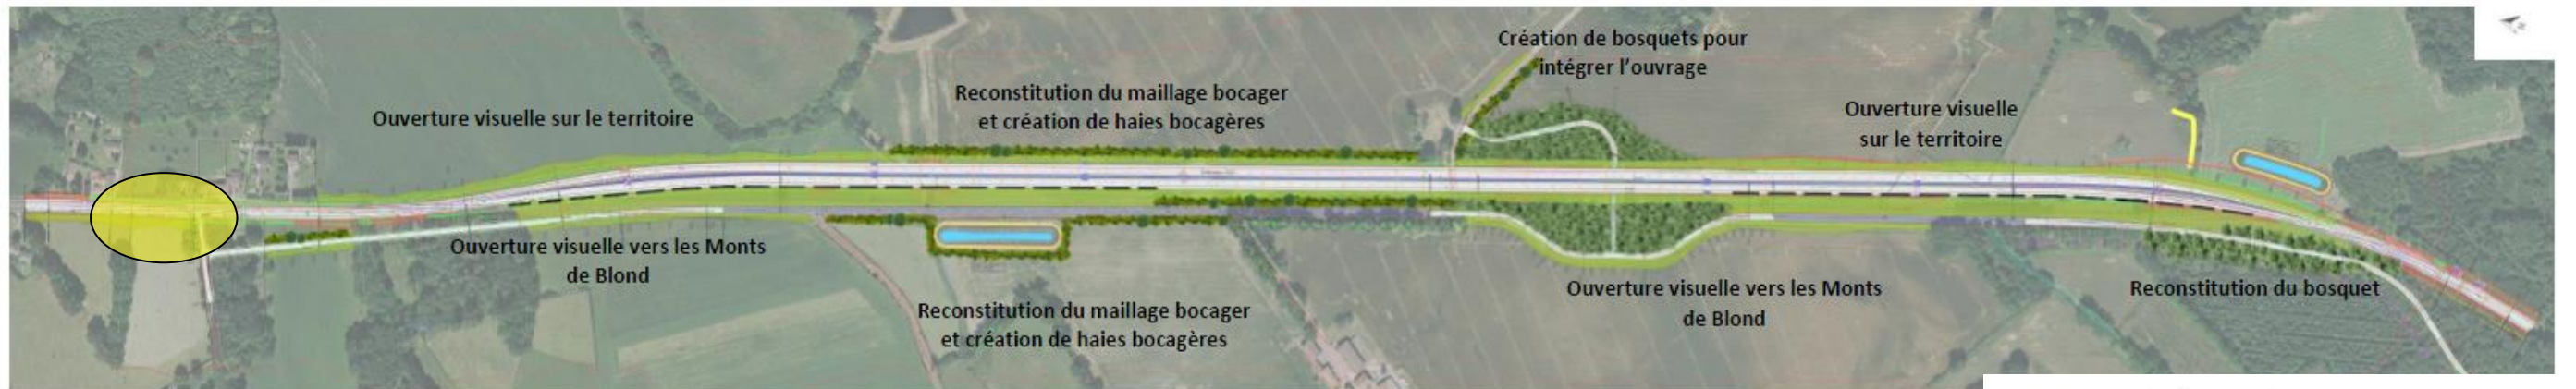 Création de bosquets pour
intégrer l'ouvrage
Reconstitution du maillage bocager
et création de haies bocagères
Ouverture visuelle sur le territoire
Ouverture visuelle
sur le territoire
Ouverture visuelle vers les Monts
de Blond
Reconstitution du maillage bocager
et création de haies bocagères
Ouverture visuelle vers les Monts
de Blond
Reconstitution du bosquet